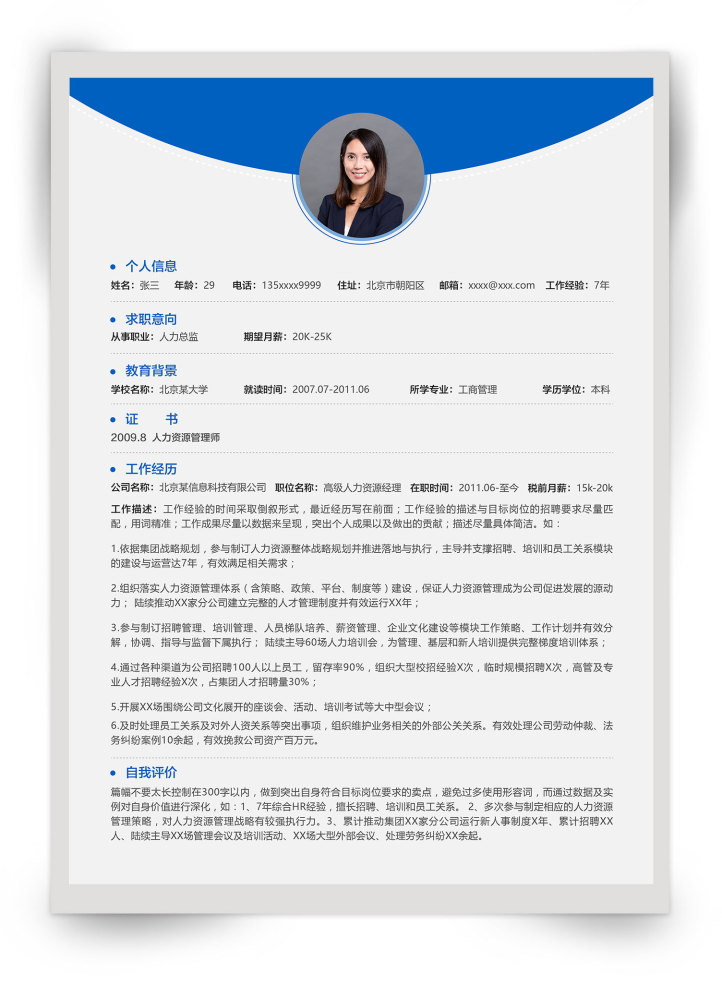 个人信息
姓名：张三 年龄：29 电话：135xxxx9999 住址：北京市朝阳区 邮箱：xxxx@xxx.com 工作经验：7年
求职意向
从事职业：人力总监 期望月薪：20K-25K
教育背景
学校名称：北京某大学 就读时间：2007.07-2011.06 所学专业：工商管理 学历学位：本科
证 书
2009.8 人力资源管理师
工作经历
公司名称：北京某信息科技有限公司 职位名称：高级人力资源经理 在职时间：2011.06-至今 税前月薪：15k-20k
工作描述：工作经验的时间采取倒叙形式，最近经历写在前面；工作经验的描述与目标岗位的招聘要求尽量匹
配，用词精准；工作成果尽量以数据来呈现，突出个人成果以及做出的贡献；描述尽量具体简洁。如：
1.依据集团战略规划，参与制订人力资源整体战略规划并推进落地与执行，主导并支撑招聘、培训和员工关系模块
的建设与运营达7年，有效满足相关需求；
2.组织落实人力资源管理体系（含策略、政策、平台、制度等）建设，保证人力资源管理成为公司促进发展的源动
力； 陆续推动XX家分公司建立完整的人才管理制度并有效运行XX年；
3.参与制订招聘管理、培训管理、人员梯队培养、薪资管理、企业文化建设等模块工作策略、工作计划并有效分
解，协调、指导与监督下属执行； 陆续主导60场人力培训会，为管理、基层和新人培训提供完整梯度培训体系；
4.通过各种渠道为公司招聘100人以上员工，留存率90%，组织大型校招经验X次，临时规模招聘X次，高管及专
业人才招聘经验X次，占集团人才招聘量30%；
5.开展XX场围绕公司文化展开的座谈会、活动、培训考试等大中型会议；
6.及时处理员工关系及对外人资关系等突出事项，组织维护业务相关的外部公关关系。有效处理公司劳动仲裁、法
务纠纷案例10余起，有效挽救公司资产百万元。
自我评价
篇幅不要太长控制在300字以内，做到突出自身符合目标岗位要求的卖点，避免过多使用形容词，而通过数据及实
例对自身价值进行深化，如：1、7年综合HR经验，擅长招聘、培训和员工关系。 2、多次参与制定相应的人力资源
管理策略，对人力资源管理战略有较强执行力。3、累计推动集团XX家分公司运行新人事制度X年、累计招聘XX
人、陆续主导XX场管理会议及培训活动、XX场大型外部会议、处理劳务纠纷XX余起。